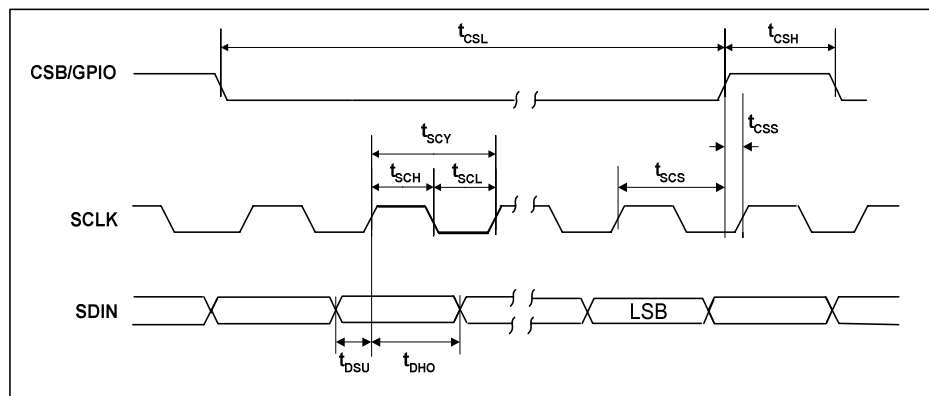 tCSL
tCSH
CSB/GPIO
tCSS
tSCY
tSCH
tSCL
tSCS
SCLK
SDIN
LSB
tDSU
tDHO